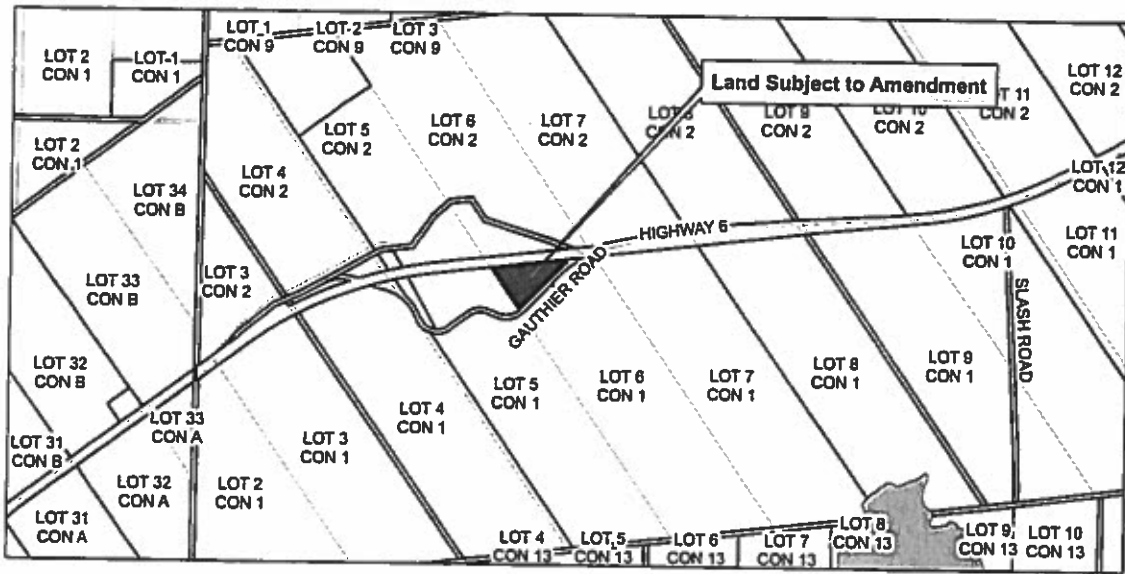 LOT 2
CON 1
LOT 1
CON 1
LOT 1
CON 9
LOT 2
CON 9
LOT 3
CON 9
Land Subject to Amendment
LOT 12
CON 2
LOT 11
CON 2
LOT 10
CON 2
LOT 9
CON 2
LOT 8
CON 2
LOT 7
CON 2
LOT 6
CON 2
LOT 5
CON 2
LOT 4
CON 2
LOT 2
CON 1
LOT 34
CON B
LOT 12
CON 1
LOT 11
CON 1
LOT 10
CON 1
HIGHWAY 6
GAUTHIER ROAD
SLASH ROAD
LOT 3
CON 2
LOT 33
CON B
LOT 32
CON B
LOT 31
CON B
LOT 33
CON A
LOT 32
CON A
LOT 31
CON A
LOT 2
CON 1
LOT 3
CON 1
LOT 4
CON 1
LOT 5
CON 1
LOT 6
CON 1
LOT 7
CON 1
LOT 8
CON 1
LOT 9
CON 1
LOT 4
CON 13
LOT 5
CON 13
LOT 6
CON 13
LOT 7
CON 13
LOT 8
CON 13
LOT 9
CON 13
LOT 10
CON 13